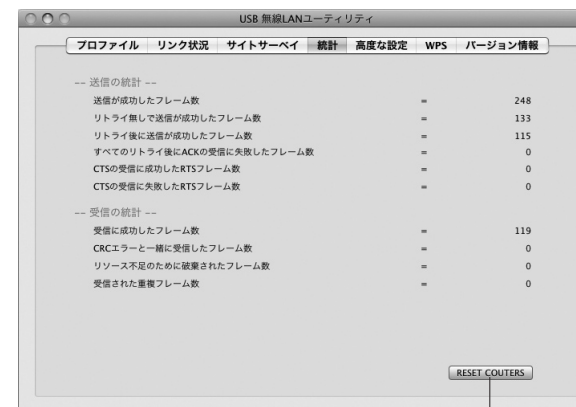 USB 無線LANユーティリティ
プロファイル リンク状況 サイトサーベイ 統計 高度な設定 WPS バージョン情報
-- 送信の統計 --
送信が成功したフレーム数 = 248
リトライ無しで送信が成功したフレーム数 = 133
リトライ後に送信が成功したフレーム数 = 115
すべてのリトライ後にACKの受信に失敗したフレーム数 = 0
CTSの受信に成功したRTSフレーム数 = 0
CTSの受信に失敗したRTSフレーム数 = 0
-- 受信の統計 --
受信に成功したフレーム数 = 119
CRCエラーと一緒に受信したフレーム数 = 0
リソース不足のために破棄されたフレーム数 = 0
受信された重複フレーム数 = 0
RESET COUTERS